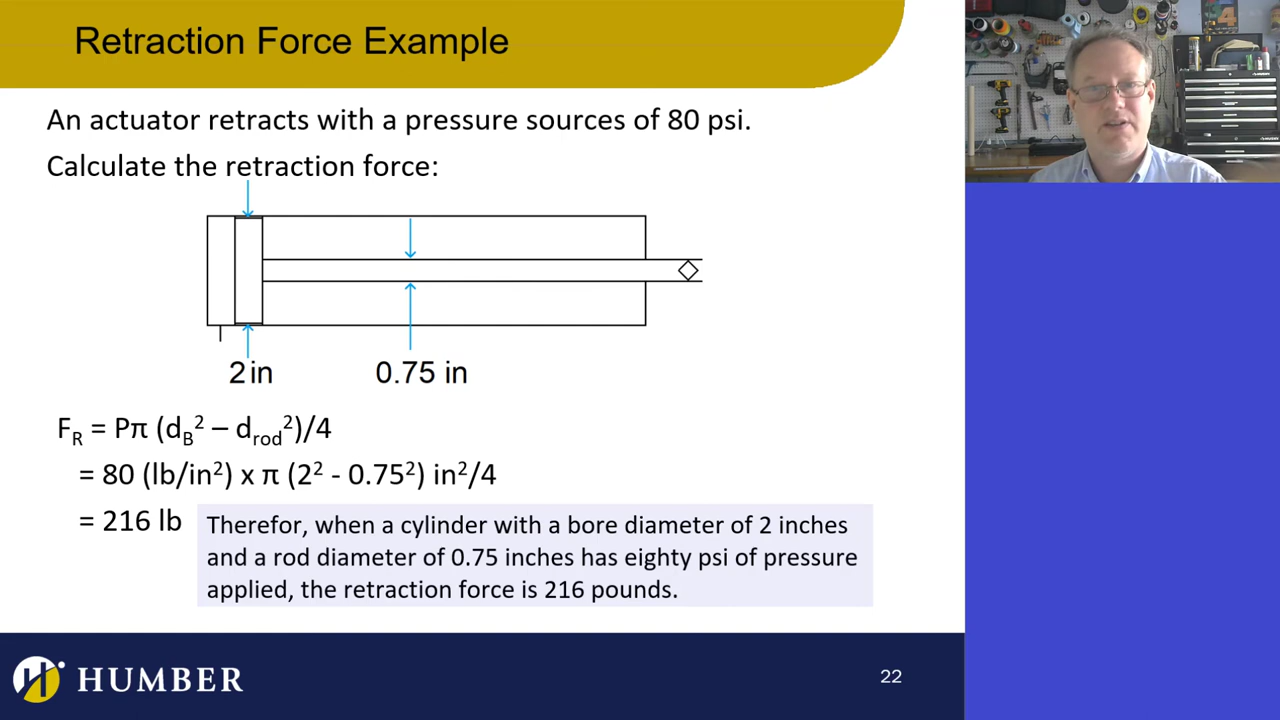 Retraction Force Example
An actuator retracts with a pressure sources of 80 psi.
Calculate the retraction force:
2 in
0.75 in
F_R = Pπ (d_B² – d_rod²)/4
= 80 (lb/in²) x π (2² - 0.75²) in²/4
= 216 lb
Therefor, when a cylinder with a bore diameter of 2 inches
and a rod diameter of 0.75 inches has eighty psi of pressure
applied, the retraction force is 216 pounds.
HUMBER
22